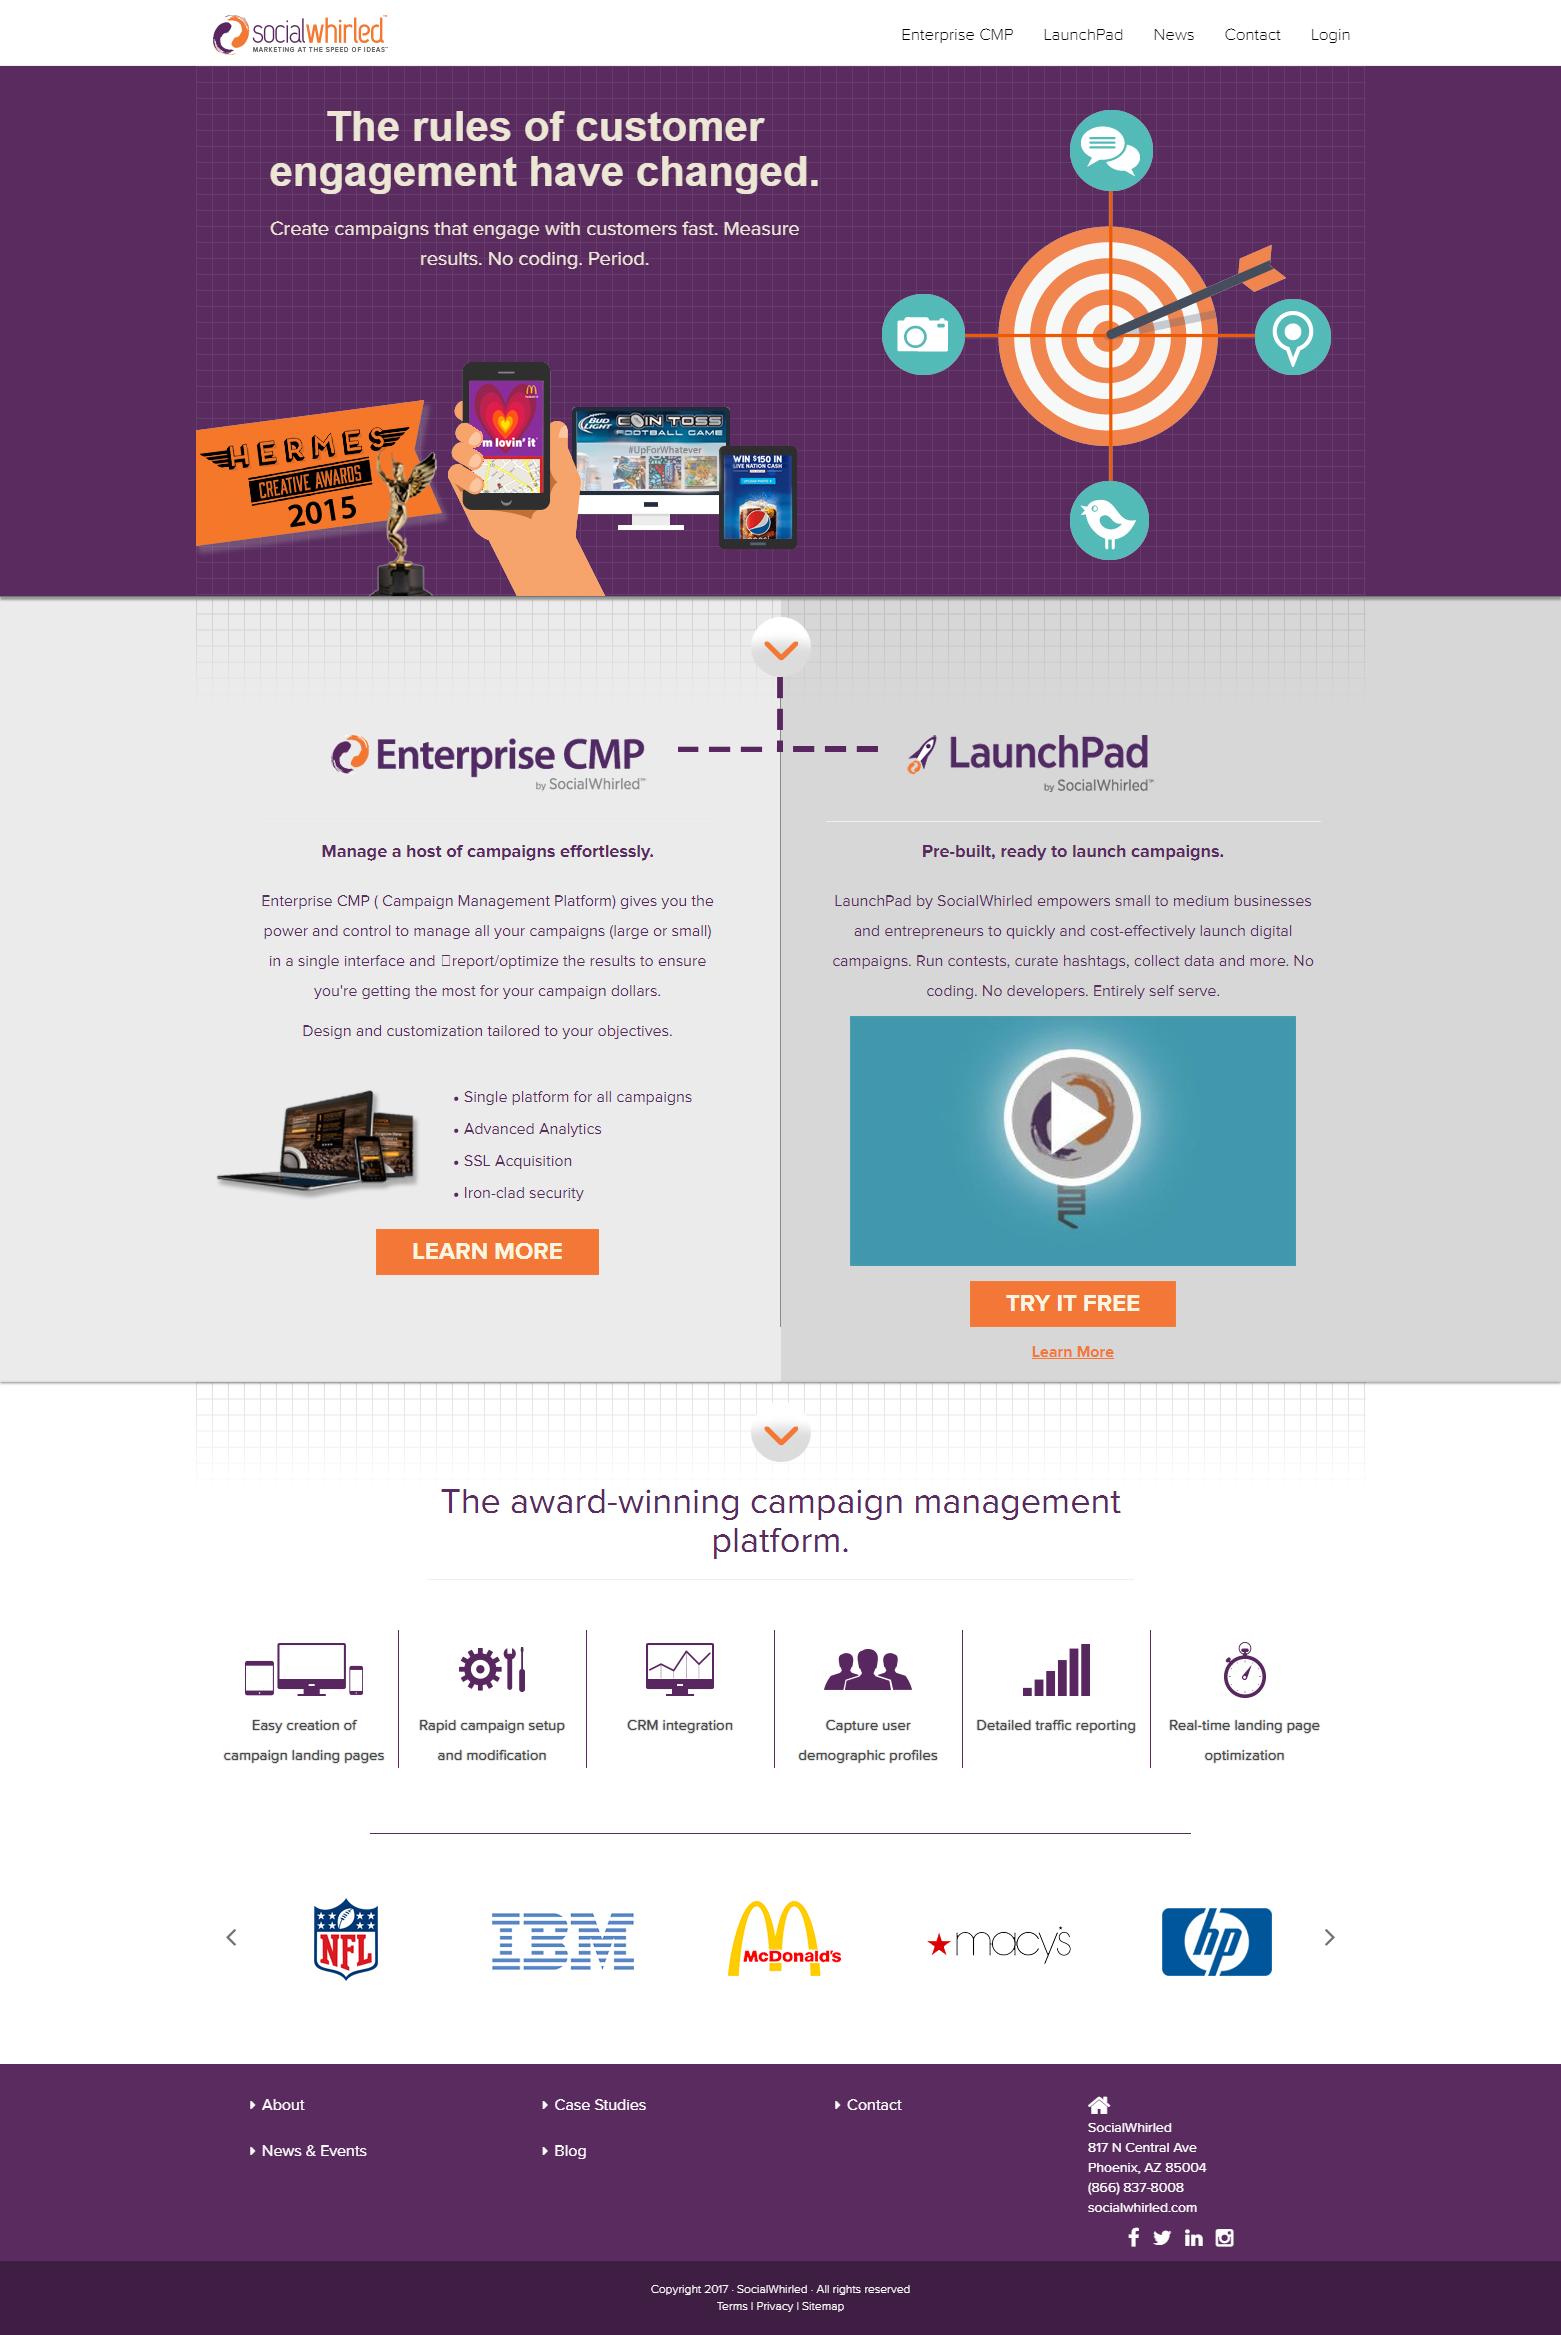 socialwhirled
MARKETING AT THE SPEED OF IDEAS™
Enterprise CMP
LaunchPad
News
Contact
Login
The rules of customer
engagement have changed.
Create campaigns that engage with customers fast. Measure
results. No coding. Period.
HERMES
CREATIVE AWARDS
2015
i'm lovin' it
BUD LIGHT
COIN TOSS
FOOTBALL GAME
#UpForWhatever
WIN $150 IN
LIVE NATION CASH
Enterprise CMP
by SocialWhirled™
LaunchPad
by SocialWhirled™
Manage a host of campaigns effortlessly.
Enterprise CMP ( Campaign Management Platform) gives you the
power and control to manage all your campaigns (large or small)
in a single interface and report/optimize the results to ensure
you're getting the most for your campaign dollars.
Design and customization tailored to your objectives.
• Single platform for all campaigns
• Advanced Analytics
• SSL Acquisition
• Iron-clad security
LEARN MORE
Pre-built, ready to launch campaigns.
LaunchPad by SocialWhirled empowers small to medium businesses
and entrepreneurs to quickly and cost-effectively launch digital
campaigns. Run contests, curate hashtags, collect data and more. No
coding. No developers. Entirely self serve.
TRY IT FREE
Learn More
The award-winning campaign management
platform.
Easy creation of
campaign landing pages
Rapid campaign setup
and modification
CRM integration
Capture user
demographic profiles
Detailed traffic reporting
Real-time landing page
optimization
NFL
IBM
McDonald's
macy's
hp
About
News & Events
Case Studies
Blog
Contact
SocialWhirled
817 N Central Ave
Phoenix, AZ 85004
(866) 837-8008
socialwhirled.com
Copyright 2017 · SocialWhirled · All rights reserved
Terms | Privacy | Sitemap